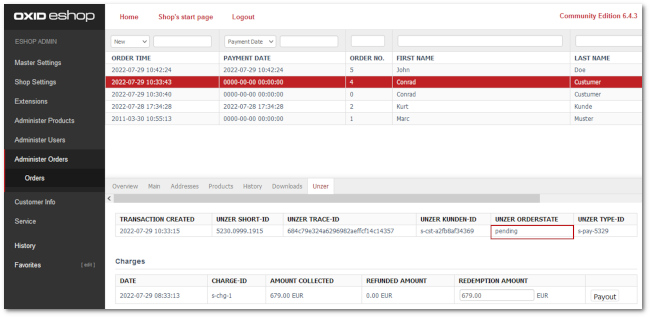 OXID eshop
Home Shop's start page Logout Community Edition 6.4.3
ESHOP ADMIN
Master Settings
Shop Settings
Extensions
Administer Products
Administer Users
Administer Orders
Orders
Customer Info
Service
History
Favorites [ edit ]
New Payment Date
ORDER TIME PAYMENT DATE ORDER NO. FIRST NAME LAST NAME
2022-07-29 10:42:24 2022-07-29 10:42:24 5 John Doe
2022-07-29 10:33:43 0000-00-00 00:00:00 4 Conrad Custumer
2022-07-29 10:30:40 0000-00-00 00:00:00 0 Conrad Custumer
2022-07-28 17:34:28 2022-07-28 17:34:28 2 Kurt Kunde
2011-03-30 10:55:13 0000-00-00 00:00:00 1 Marc Muster
Overview Main Addresses Products History Downloads Unzer
TRANSACTION CREATED UNZER SHORT-ID UNZER TRACE-ID UNZER KUNDEN-ID UNZER ORDERSTATE UNZER TYPE-ID
2022-07-29 10:33:15 5230.0999.1915 684c79e324a6296982aeffcf14c14357 s-cst-a2fb8af34369 pending s-pay-5329
Charges
DATE CHARGE-ID AMOUNT COLLECTED REFUNDED AMOUNT REDEMPTION AMOUNT
2022-07-29 08:33:13 s-chg-1 679.00 EUR 0.00 EUR 679.00 EUR Payout